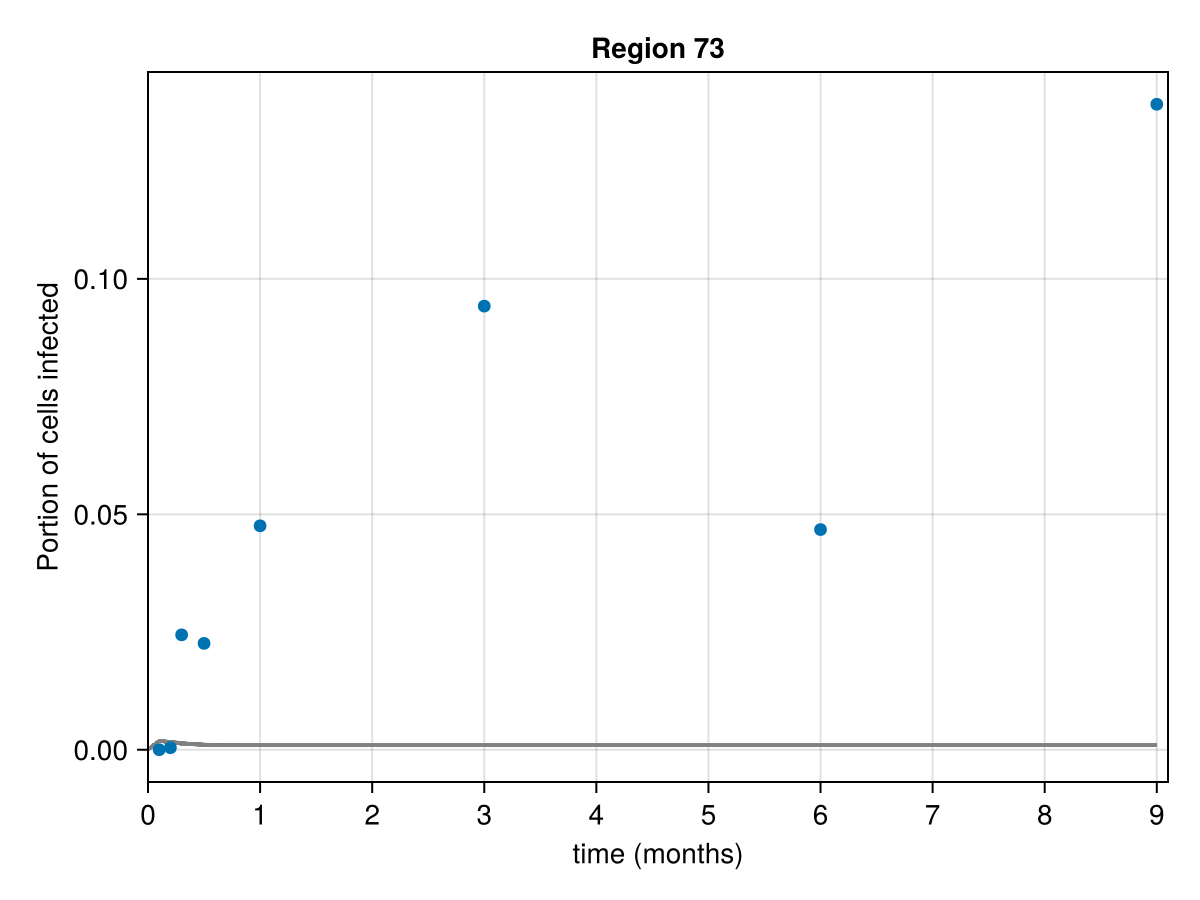 Region 73
Portion of cells infected
0.10
0.05
0.00
0 1 2 3 4 5 6 7 8 9
time (months)